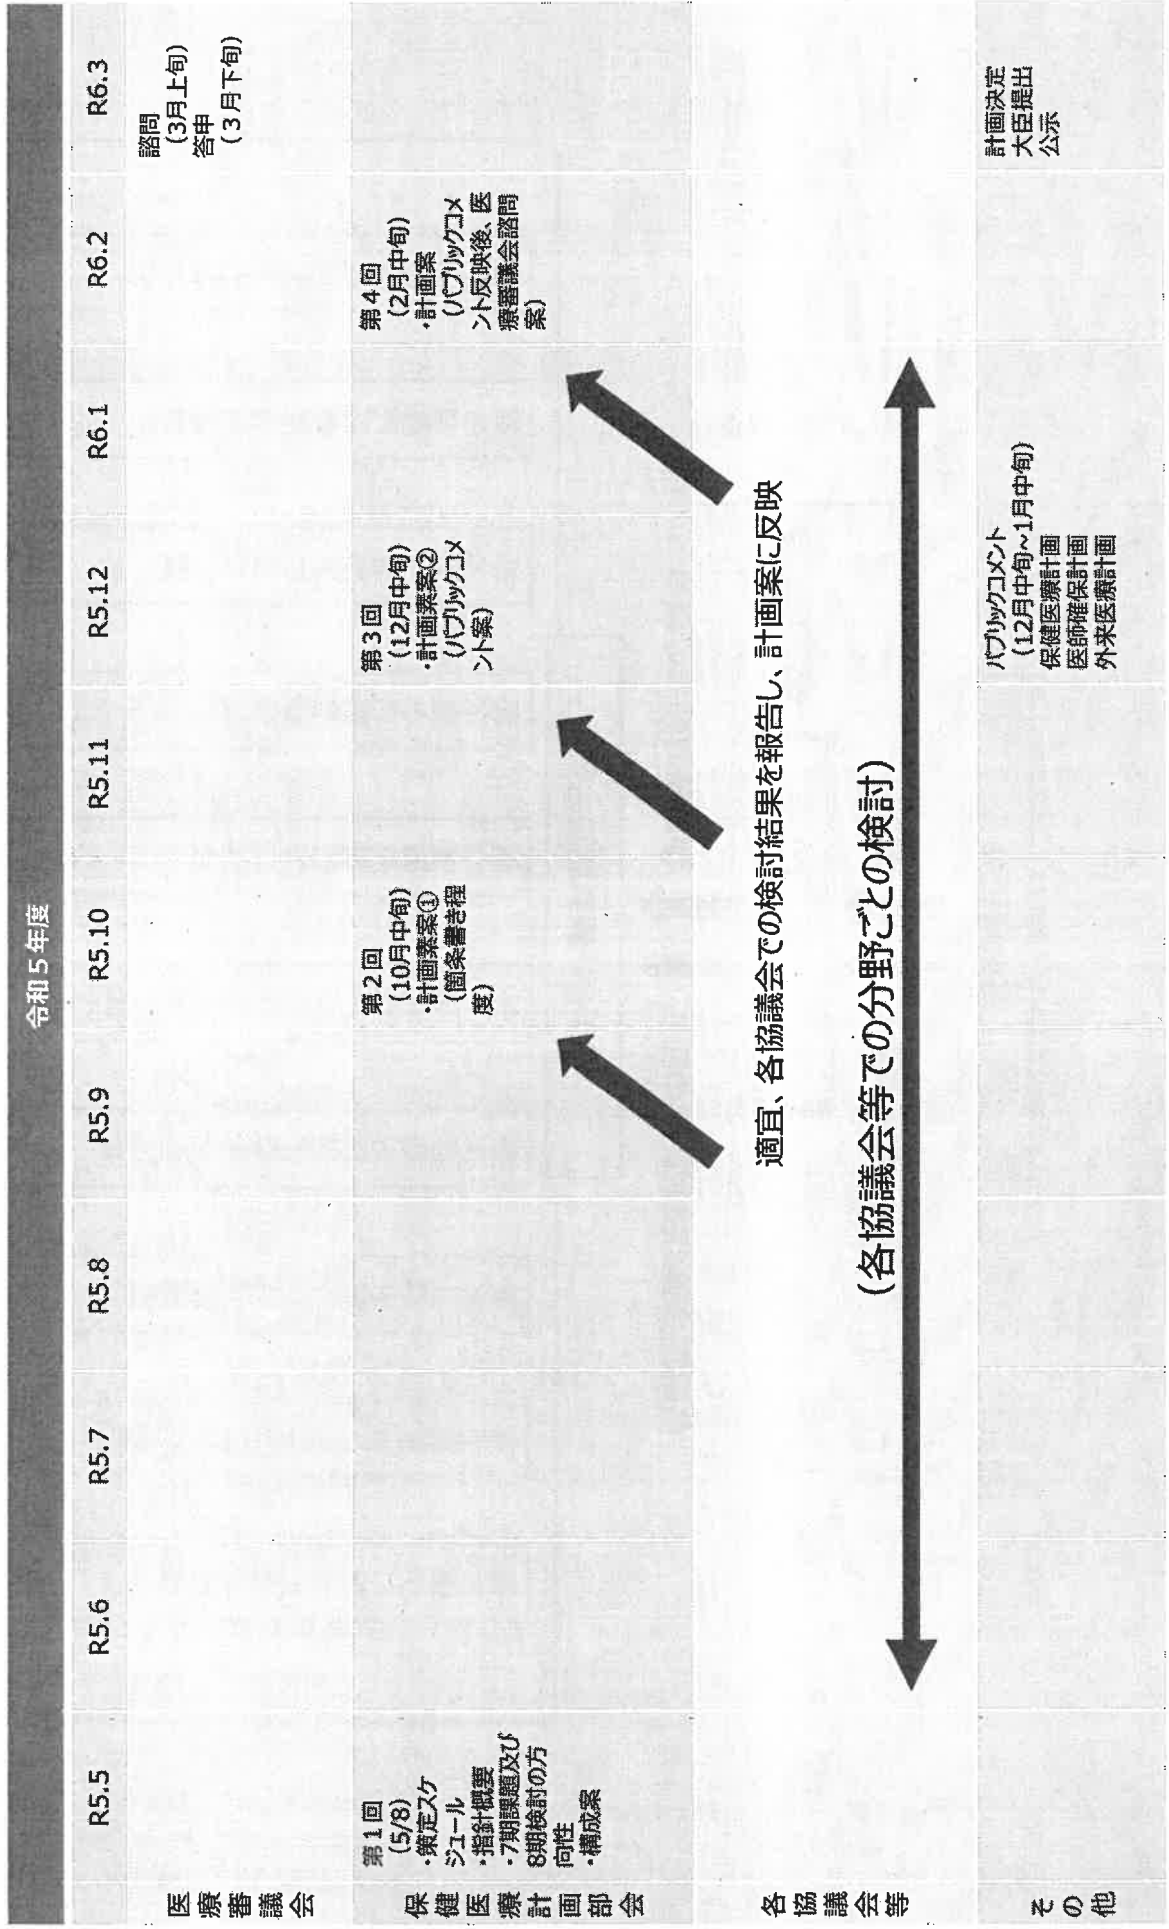 令和５年度
R5.5
R5.6
R5.7
R5.8
R5.9
R5.10
R5.11
R5.12
R6.1
R6.2
R6.3
医療審議会
諮問
(3月上旬)
答申
(３月下旬)
保健医療計画部会
第１回
(5/8)
・策定スケ
ジュール
・指針概要
・7期課題及び
8期検討の方
向性
・構成案
第２回
(10月中旬)
・計画素案①
(箇条書き程
度)
第３回
(12月中旬)
・計画素案②
(パブリックコメ
ント案)
第４回
(2月中旬)
・計画案
(パブリックコメ
ント反映後、医
療審議会諮問
案)
各協議会等
適宜、各協議会での検討結果を報告し、計画案に反映
(各協議会等での分野ごとの検討)
その他
パブリックコメント
(12月中旬~1月中旬)
保健医療計画
医師確保計画
外来医療計画
計画決定
大臣提出
公示